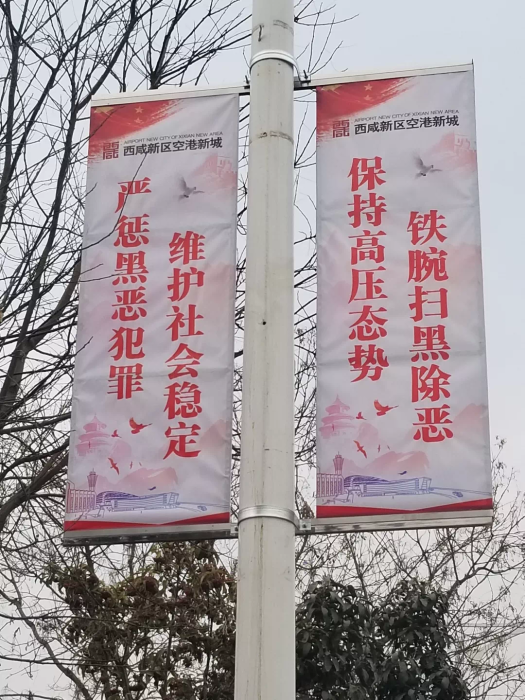 AIRPORT NEW CITY OF XIXIAN NEW AREA
西咸新区空港新城
严惩黑恶犯罪
维护社会稳定
AIRPORT NEW CITY OF XIXIAN NEW AREA
西咸新区空港新城
保持高压态势
铁腕扫黑除恶